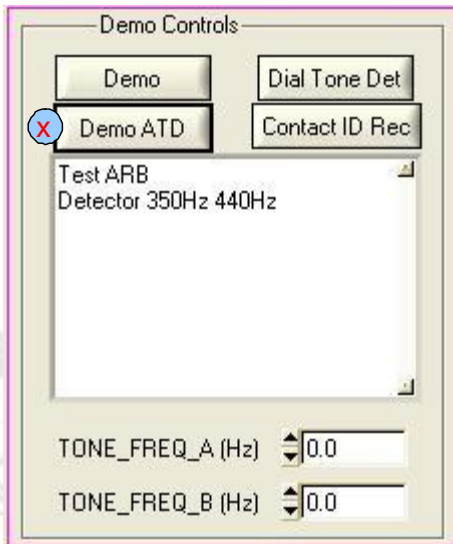 Demo Controls
Demo
Dial Tone Det
X
Demo ATD
Contact ID Rec
Test ARB
Detector 350Hz 440Hz
TONE_FREQ_A (Hz) 0.0
TONE_FREQ_B (Hz) 0.0